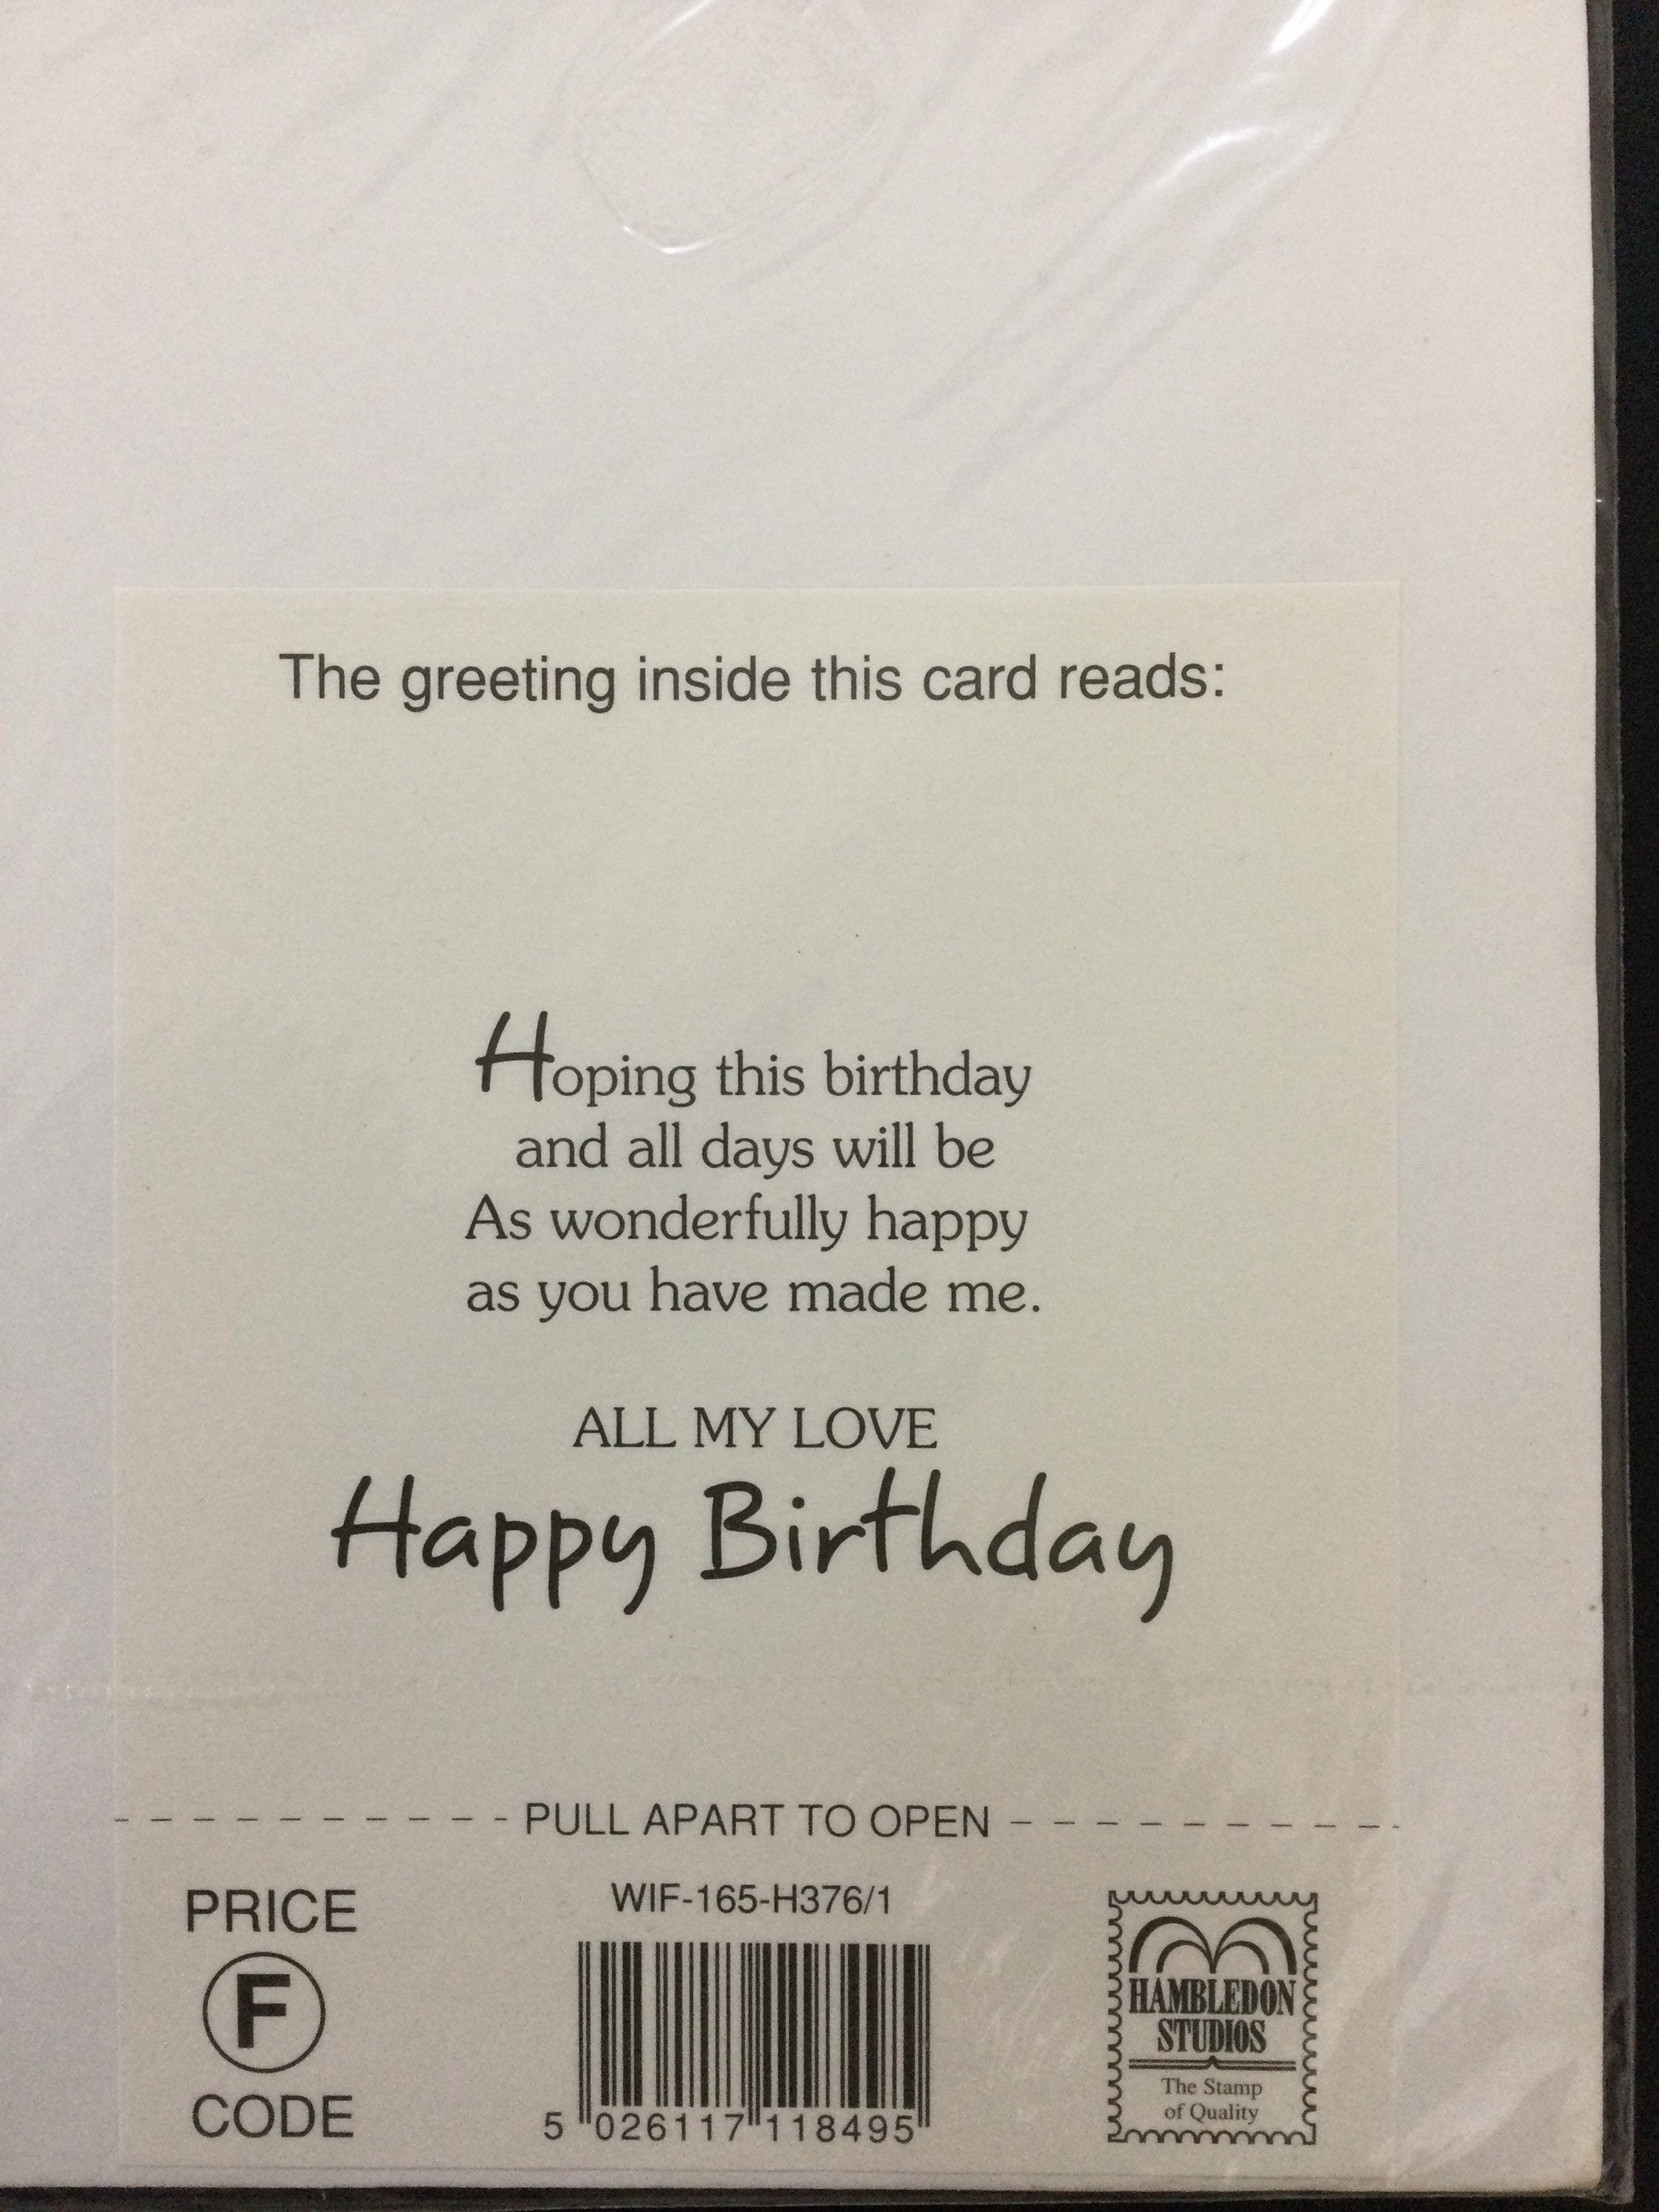 The greeting inside this card reads:
Hoping this birthday
and all days will be
As wonderfully happy
as you have made me.
ALL MY LOVE
Happy Birthday
PULL APART TO OPEN
PRICE
F
CODE
WIF-165-H376/1
5 026117 118495
HAMBLEDON
STUDIOS
The Stamp
of Quality